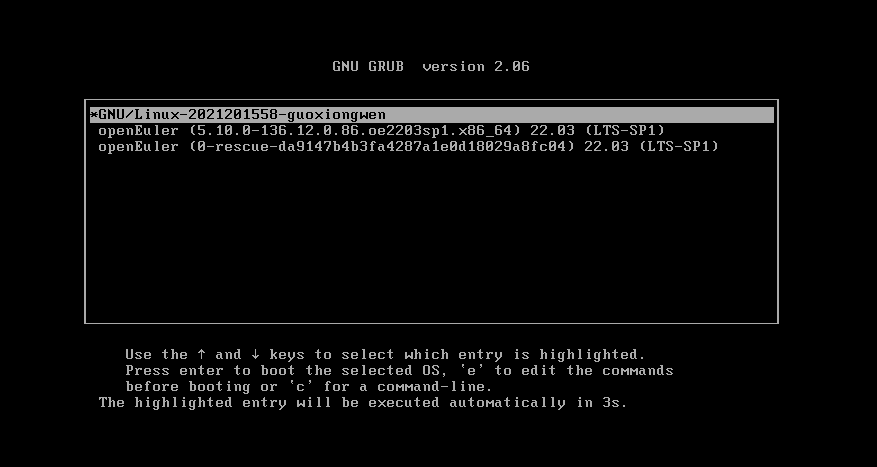 GNU GRUB  version 2.06
*GNU/Linux-2021201558-guoxiongwen
openEuler (5.10.0-136.12.0.86.oe2203sp1.x86_64) 22.03 (LTS-SP1)
openEuler (0-rescue-da9147b4b3fa4287a1e0d18029a8fc04) 22.03 (LTS-SP1)
Use the ↑ and ↓ keys to select which entry is highlighted.
Press enter to boot the selected OS, `e' to edit the commands
before booting or `c' for a command-line.
The highlighted entry will be executed automatically in 3s.